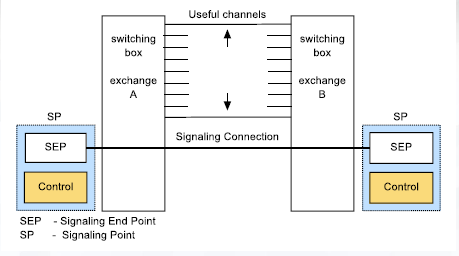 Useful channels
switching
box
exchange
A
switching
box
exchange
B
SP
SP
Signaling Connection
SEP
SEP
Control
Control
SEP - Signaling End Point
SP - Signaling Point